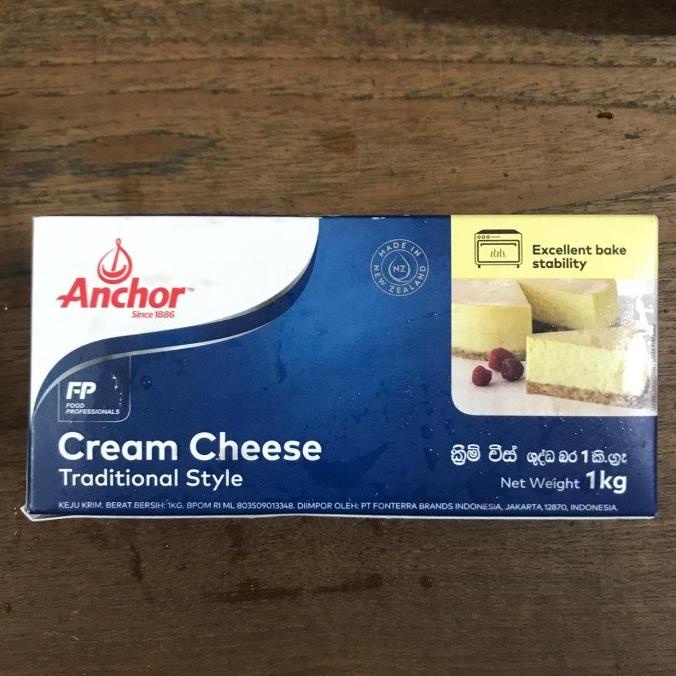 Anchor™
Since 1886
MADE IN
NZ
NEW ZEALAND
Excellent bake
stability
FP
FOOD
PROFESSIONALS
Cream Cheese
Traditional Style
ක්‍රීම් චීස් ශුද්ධ බර 1 කි.ග්‍රෑ
Net Weight 1kg
KEJU KRIM. BERAT BERSIH: 1KG. BPOM RI ML 803509013348. DIIMPOR OLEH: PT FONTERRA BRANDS INDONESIA, JAKARTA,12870, INDONESIA.